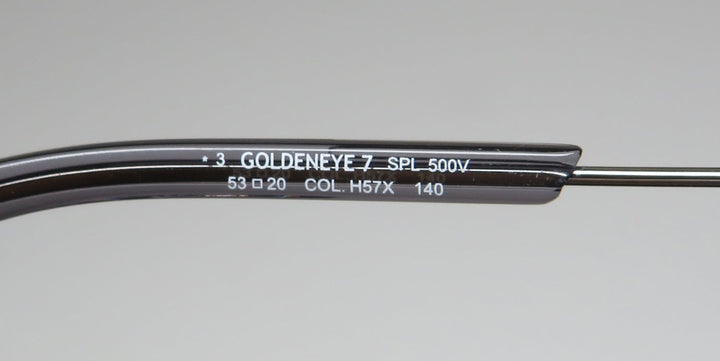 * 3 GOLDENEYE 7 SPL 500V
53□20 COL. H57X 140